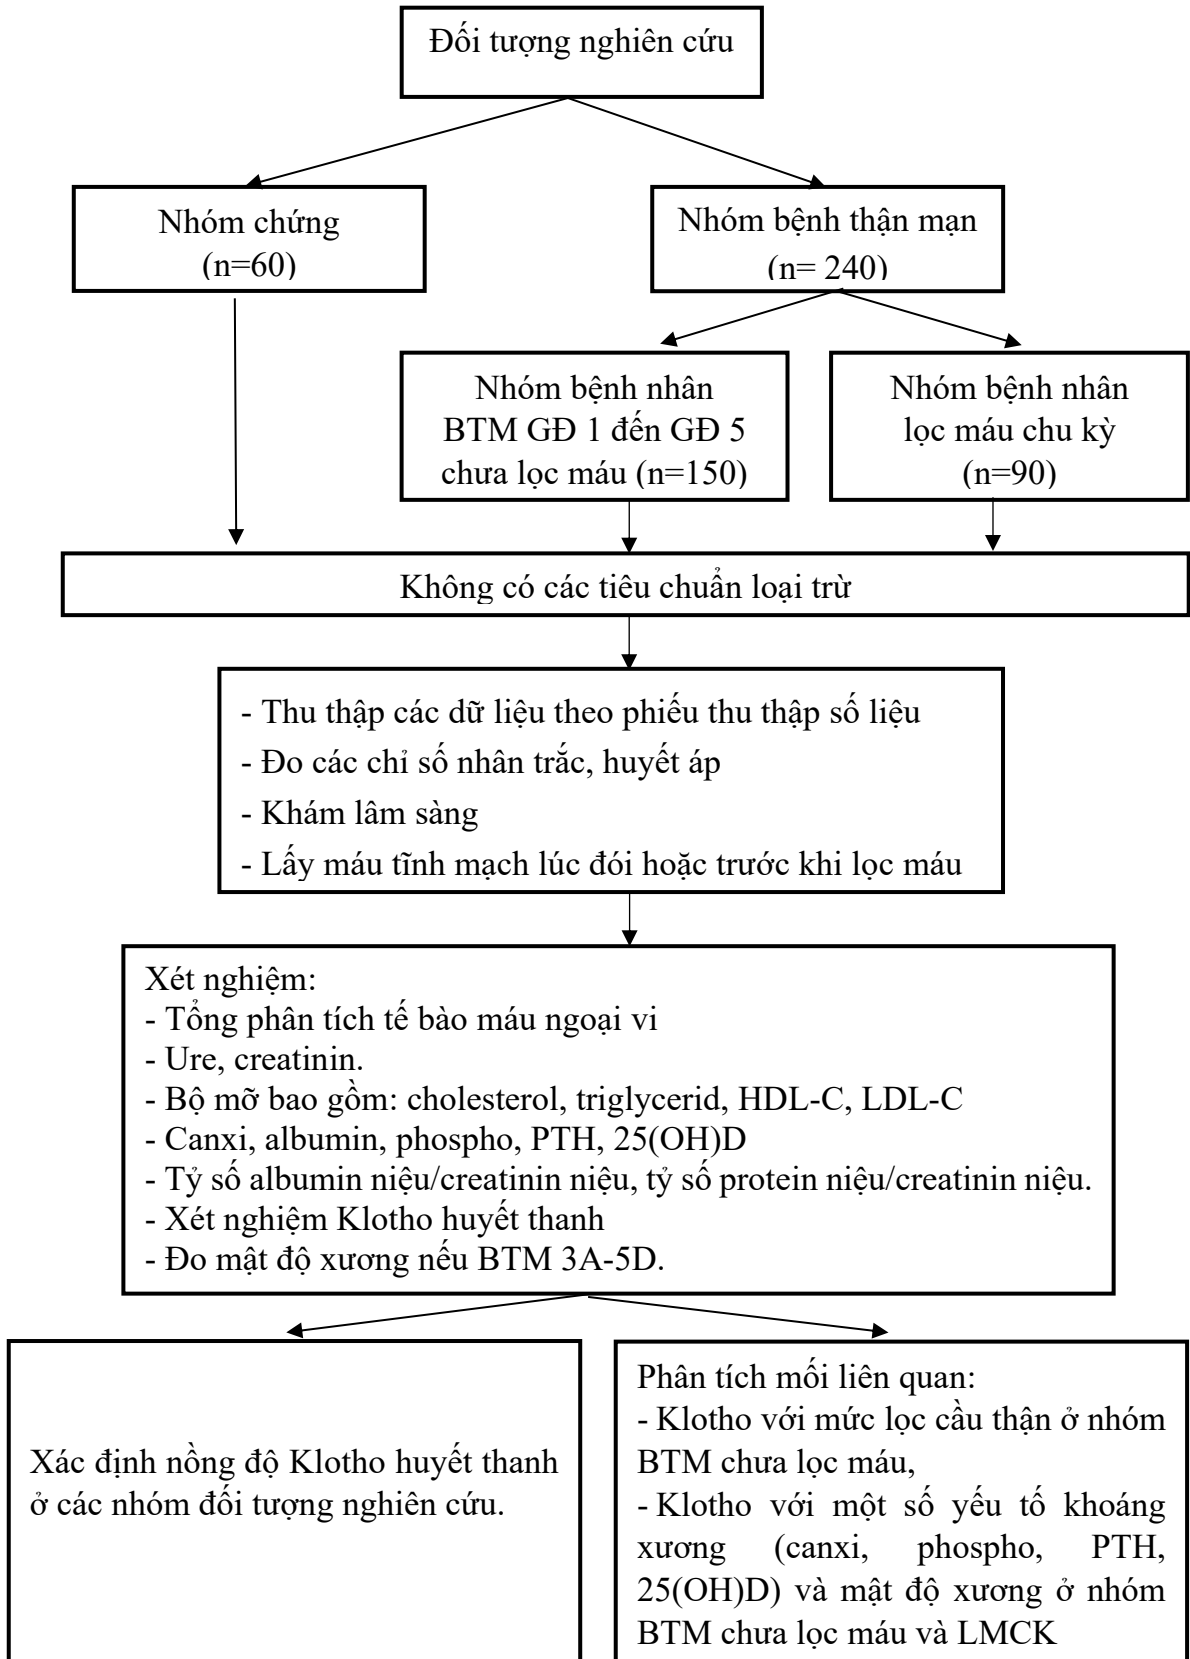 Đối tượng nghiên cứu
Nhóm chứng
(n=60)
Nhóm bệnh thận mạn
(n= 240)
Nhóm bệnh nhân
BTM GĐ 1 đến GĐ 5
chưa lọc máu (n=150)
Nhóm bệnh nhân
lọc máu chu kỳ
(n=90)
Không có các tiêu chuẩn loại trừ
- Thu thập các dữ liệu theo phiếu thu thập số liệu
- Đo các chỉ số nhân trắc, huyết áp
- Khám lâm sàng
- Lấy máu tĩnh mạch lúc đói hoặc trước khi lọc máu
Xét nghiệm:
- Tổng phân tích tế bào máu ngoại vi
- Ure, creatinin.
- Bộ mỡ bao gồm: cholesterol, triglycerid, HDL-C, LDL-C
- Canxi, albumin, phospho, PTH, 25(OH)D
- Tỷ số albumin niệu/creatinin niệu, tỷ số protein niệu/creatinin niệu.
- Xét nghiệm Klotho huyết thanh
- Đo mật độ xương nếu BTM 3A-5D.
Xác định nồng độ Klotho huyết thanh
ở các nhóm đối tượng nghiên cứu.
Phân tích mối liên quan:
- Klotho với mức lọc cầu thận ở nhóm
BTM chưa lọc máu,
- Klotho với một số yếu tố khoáng
xương (canxi, phospho, PTH,
25(OH)D) và mật độ xương ở nhóm
BTM chưa lọc máu và LMCK